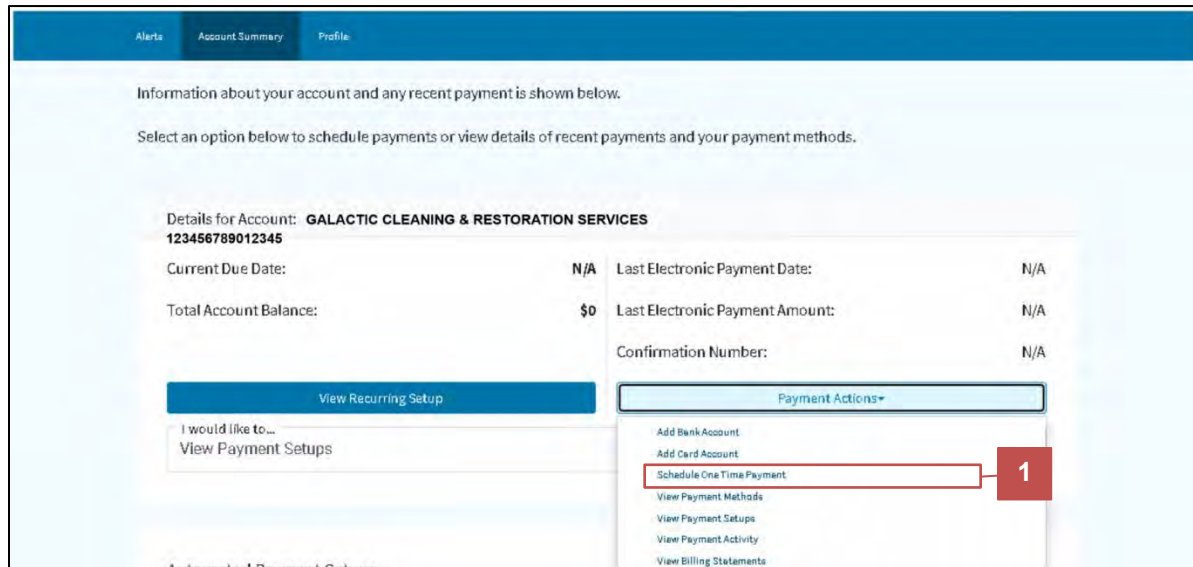 Alerts Account Summary Profile
Information about your account and any recent payment is shown below.
Select an option below to schedule payments or view details of recent payments and your payment methods.
Details for Account: GALACTIC CLEANING & RESTORATION SERVICES
123456789012345
Current Due Date: N/A Last Electronic Payment Date: N/A
Total Account Balance: $0 Last Electronic Payment Amount: N/A
Confirmation Number: N/A
View Recurring Setup Payment Actions
I would like to...
View Payment Setups
Add Bank Account
Add Card Account
Schedule One Time Payment 1
View Payment Methods
View Payment Setups
View Payment Activity
View Billing Statements